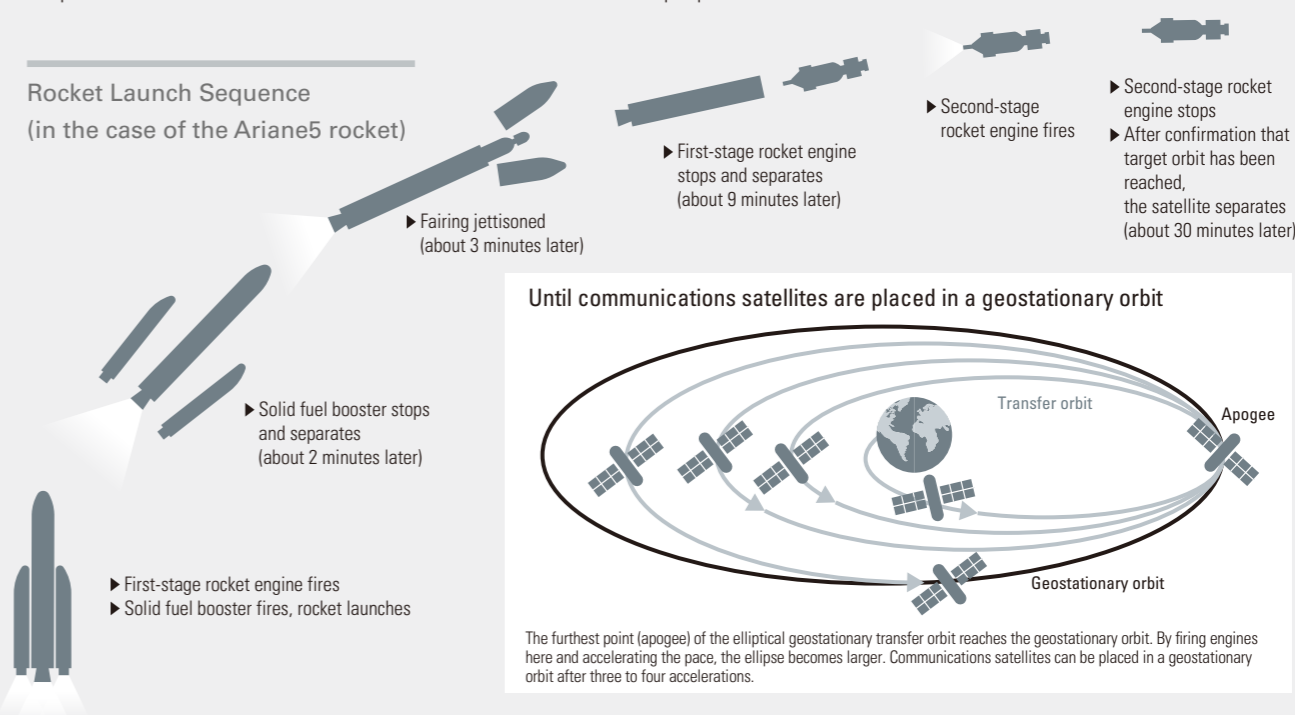 Rocket Launch Sequence
(in the case of the Ariane5 rocket)
▶ First-stage rocket engine fires
▶ Solid fuel booster fires, rocket launches
▶ Solid fuel booster stops
and separates
(about 2 minutes later)
▶ Fairing jettisoned
(about 3 minutes later)
▶ First-stage rocket engine
stops and separates
(about 9 minutes later)
▶ Second-stage
rocket engine fires
▶ Second-stage rocket
engine stops
▶ After confirmation that
target orbit has been
reached,
the satellite separates
(about 30 minutes later)
Until communications satellites are placed in a geostationary orbit
Transfer orbit
Apogee
Geostationary orbit
The furthest point (apogee) of the elliptical geostationary transfer orbit reaches the geostationary orbit. By firing engines
here and accelerating the pace, the ellipse becomes larger. Communications satellites can be placed in a geostationary
orbit after three to four accelerations.